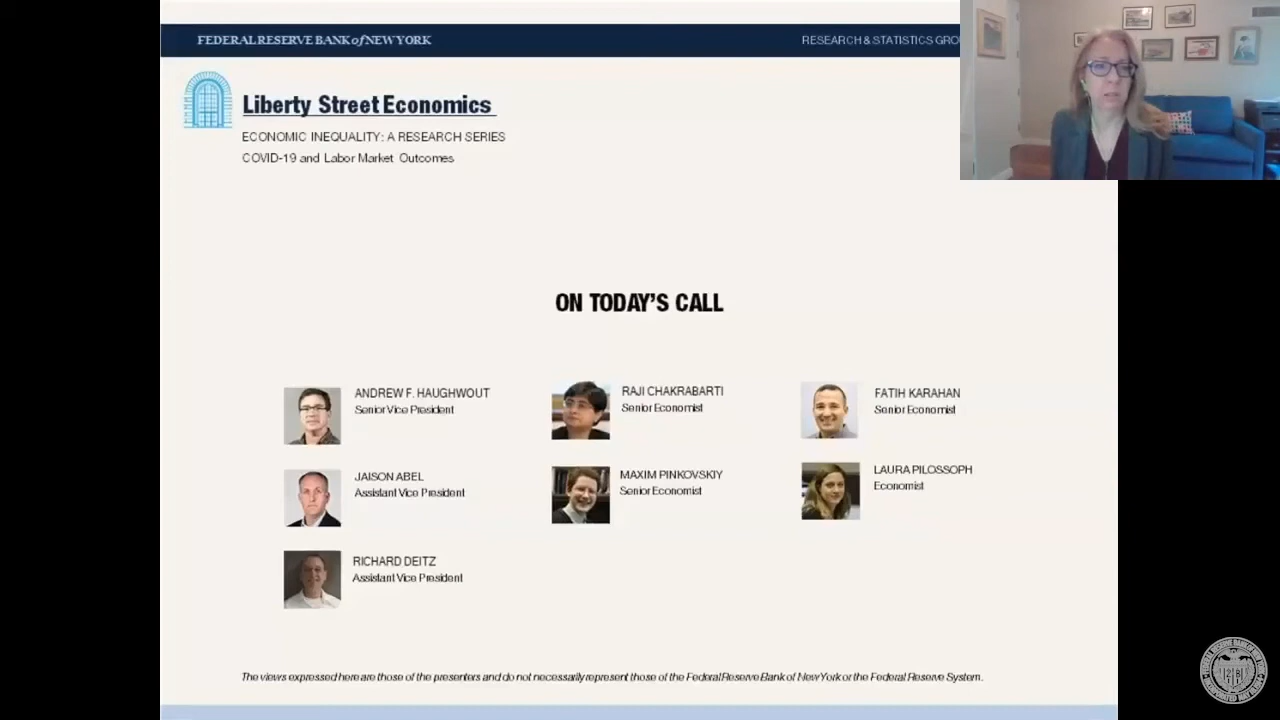 FEDERAL RESERVE BANK of NEW YORK
RESEARCH & STATISTICS GROU
Liberty Street Economics
ECONOMIC INEQUALITY: A RESEARCH SERIES
COVID-19 and Labor Market Outcomes
ON TODAY'S CALL
ANDREW F. HAUGHWOUT
Senior Vice President
RAJI CHAKRABARTI
Senior Economist
FATIH KARAHAN
Senior Economist
JAISON ABEL
Assistant Vice President
MAXIM PINKOVSKIY
Senior Economist
LAURA PILOSSOPH
Economist
RICHARD DEITZ
Assistant Vice President
The views expressed here are those of the presenters and do not necessarily represent those of the Federal Reserve Bank of New York or the Federal Reserve System.